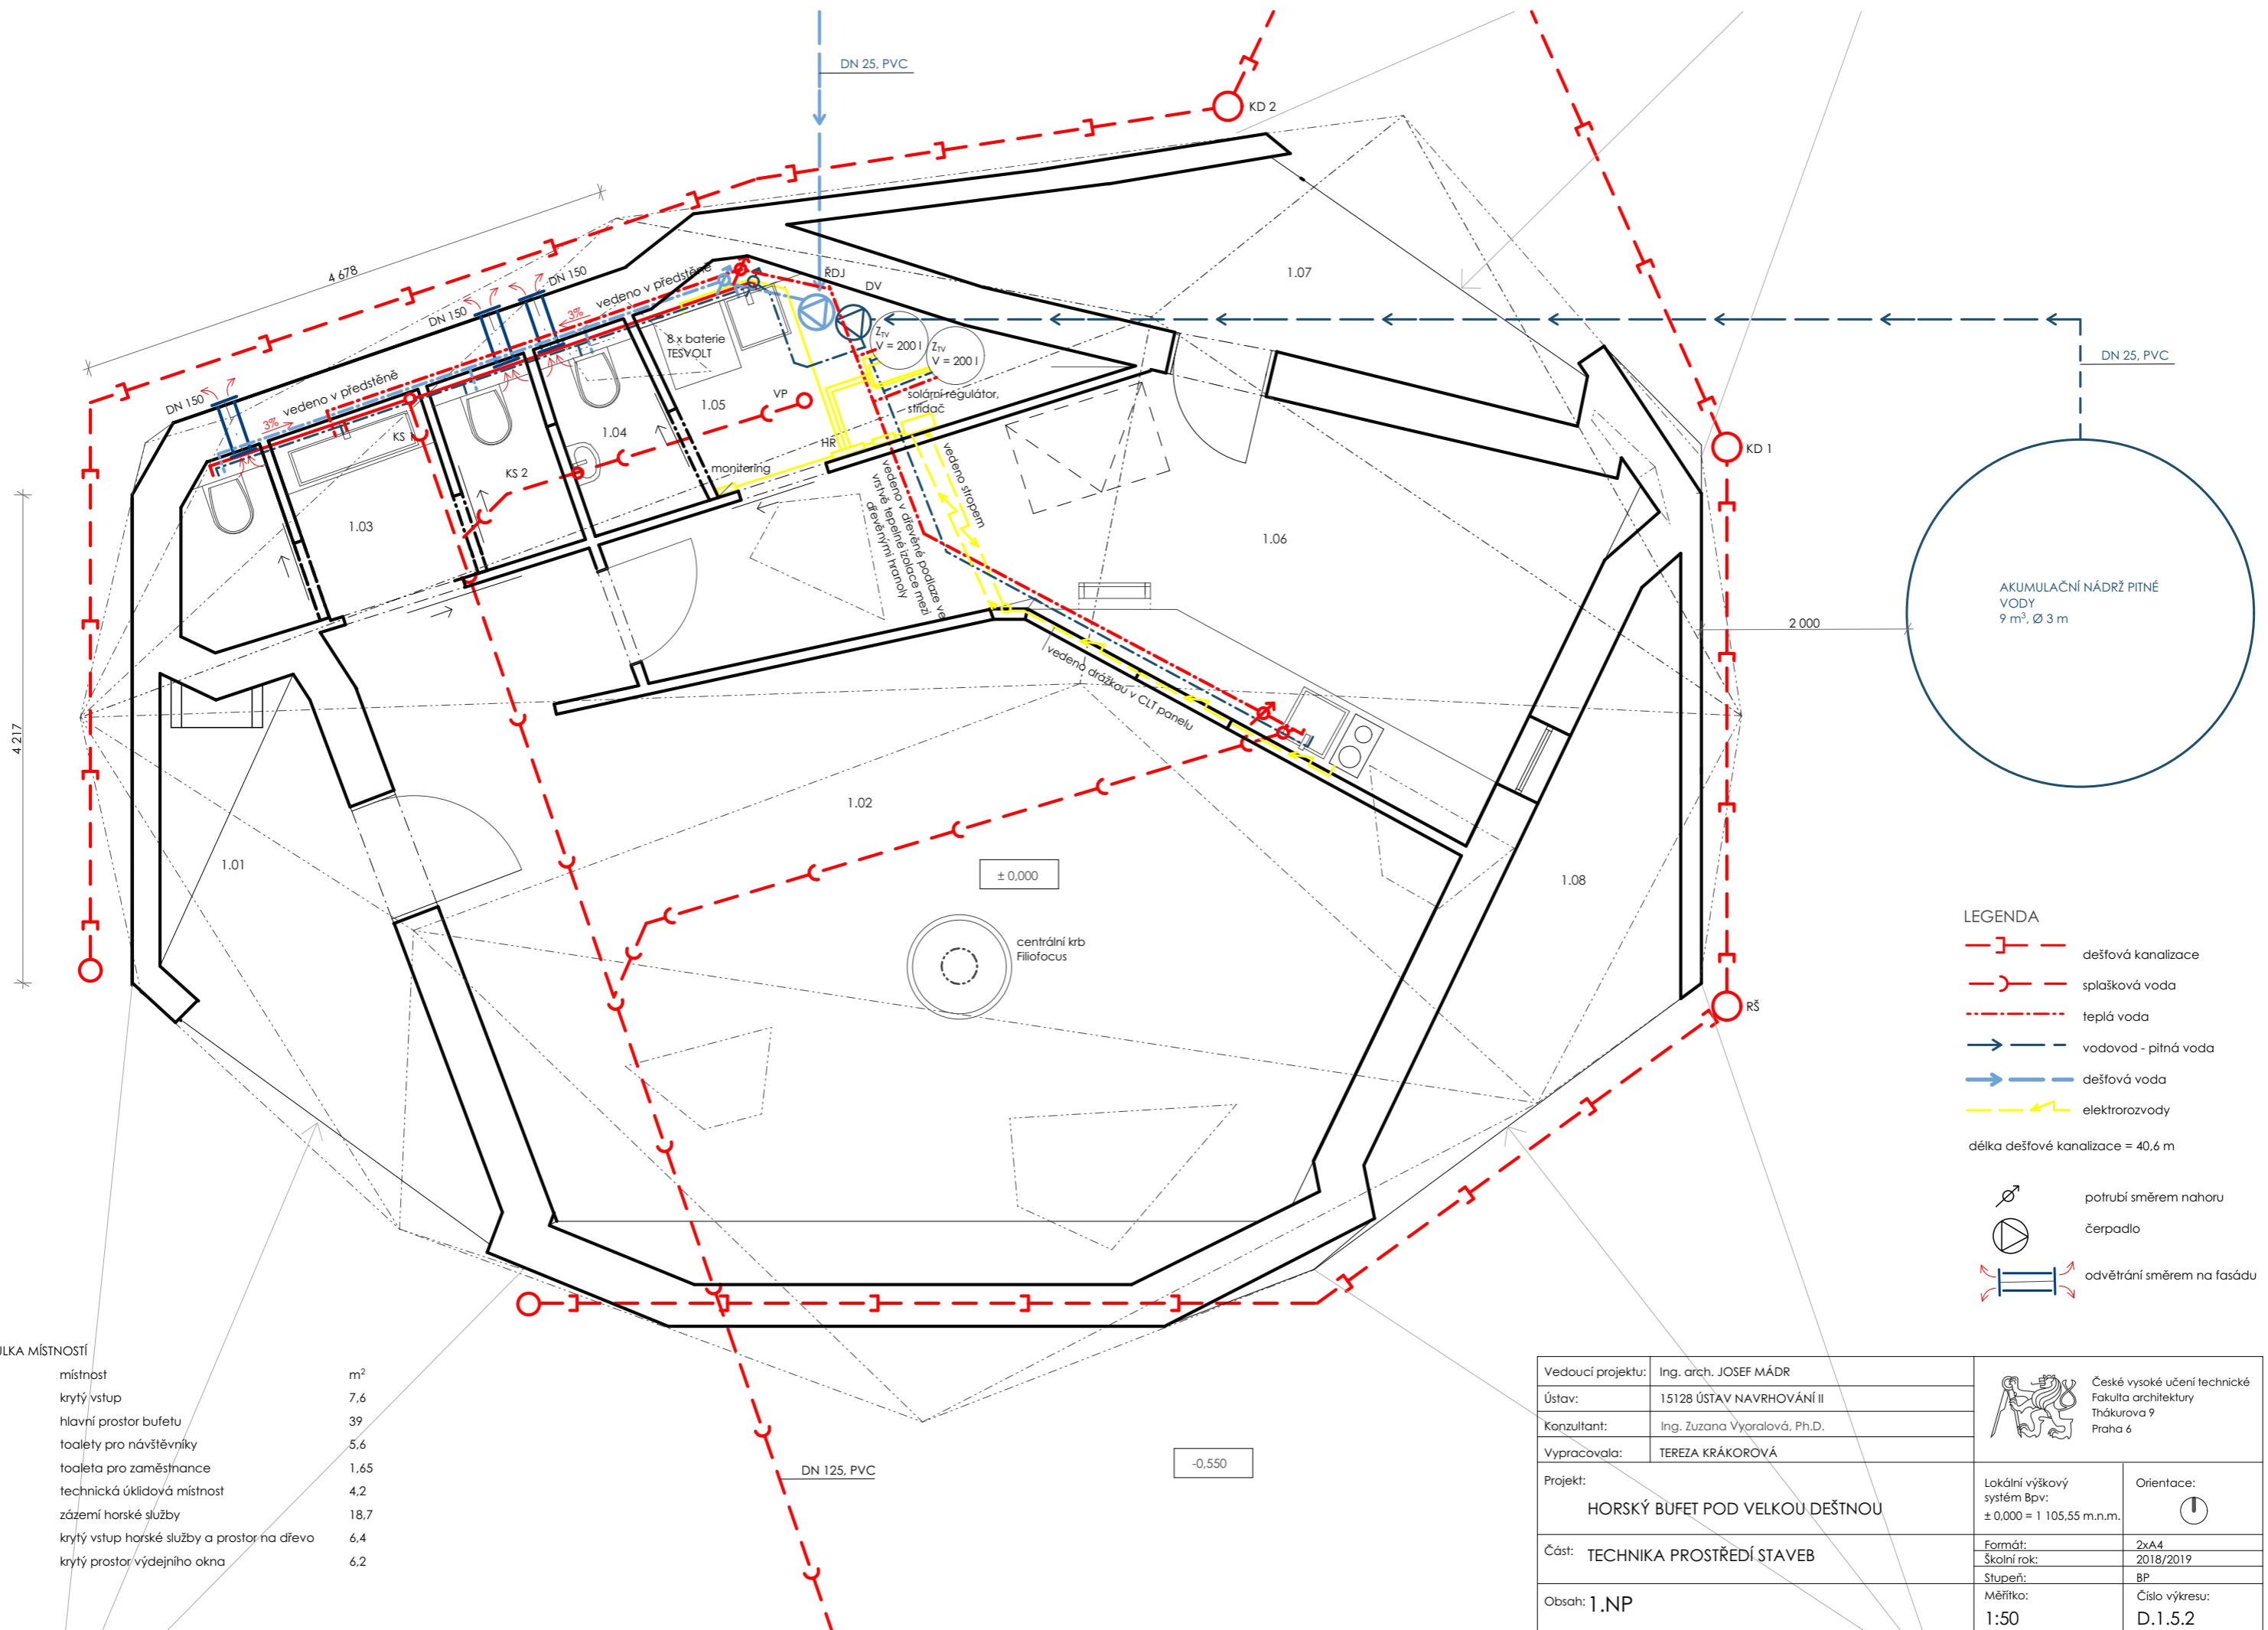 DN 25, PVC
KD 2
4 678
DN 150
DN 150
DN 150
vedeno v předstěně
vedeno v předstěně
3%
3%
ŘDJ
DV
Z TV
V = 200 l
Z TV
V = 200 l
8 x baterie
TESVOLT
1.07
DN 25, PVC
1.05
VP
solární regulátor,
střídač
KS 1
1.04
HR
KS 2
monitering
KD 1
1.03
vedeno stropem
vedeno v dřevěné podlaze ve
vrstvě tepelné izolace mezi
dřevěnými hranoly
1.06
AKUMULAČNÍ NÁDRŽ PITNÉ
VODY
9 m³, Ø 3 m
2 000
4 217
vedeno drážkou v CLT panelu
1.02
1.01
± 0,000
1.08
centrální krb
Filiofocus
RŠ
LEGENDA
dešťová kanalizace
splašková voda
teplá voda
vodovod - pitná voda
dešťová voda
elektrorozvody
délka dešťové kanalizace = 40,6 m
potrubí směrem nahoru
čerpadlo
odvětrání směrem na fasádu
DN 125, PVC
-0,550
ULKA MÍSTNOSTÍ
místnost m²
krytý vstup 7,6
hlavní prostor bufetu 39
toalety pro návštěvníky 5,6
toaleta pro zaměstnance 1,65
technická úklidová místnost 4,2
zázemí horské služby 18,7
krytý vstup horské služby a prostor na dřevo 6,4
krytý prostor výdejního okna 6,2
Vedoucí projektu: Ing. arch. JOSEF MÁDR
Ústav: 15128 ÚSTAV NAVRHOVÁNÍ II
Konzultant: Ing. Zuzana Vyoralová, Ph.D.
Vypracovala: TEREZA KRÁKOROVÁ
České vysoké učení technické
Fakulta architektury
Thákurova 9
Praha 6
Projekt:
HORSKÝ BUFET POD VELKOU DEŠTNOU
Lokální výškový
systém Bpv:
± 0,000 = 1 105,55 m.n.m.
Orientace:
Část: TECHNIKA PROSTŘEDÍ STAVEB
Formát: 2xA4
Školní rok: 2018/2019
Stupeň: BP
Obsah: 1.NP
Měřítko:
1:50
Číslo výkresu:
D.1.5.2